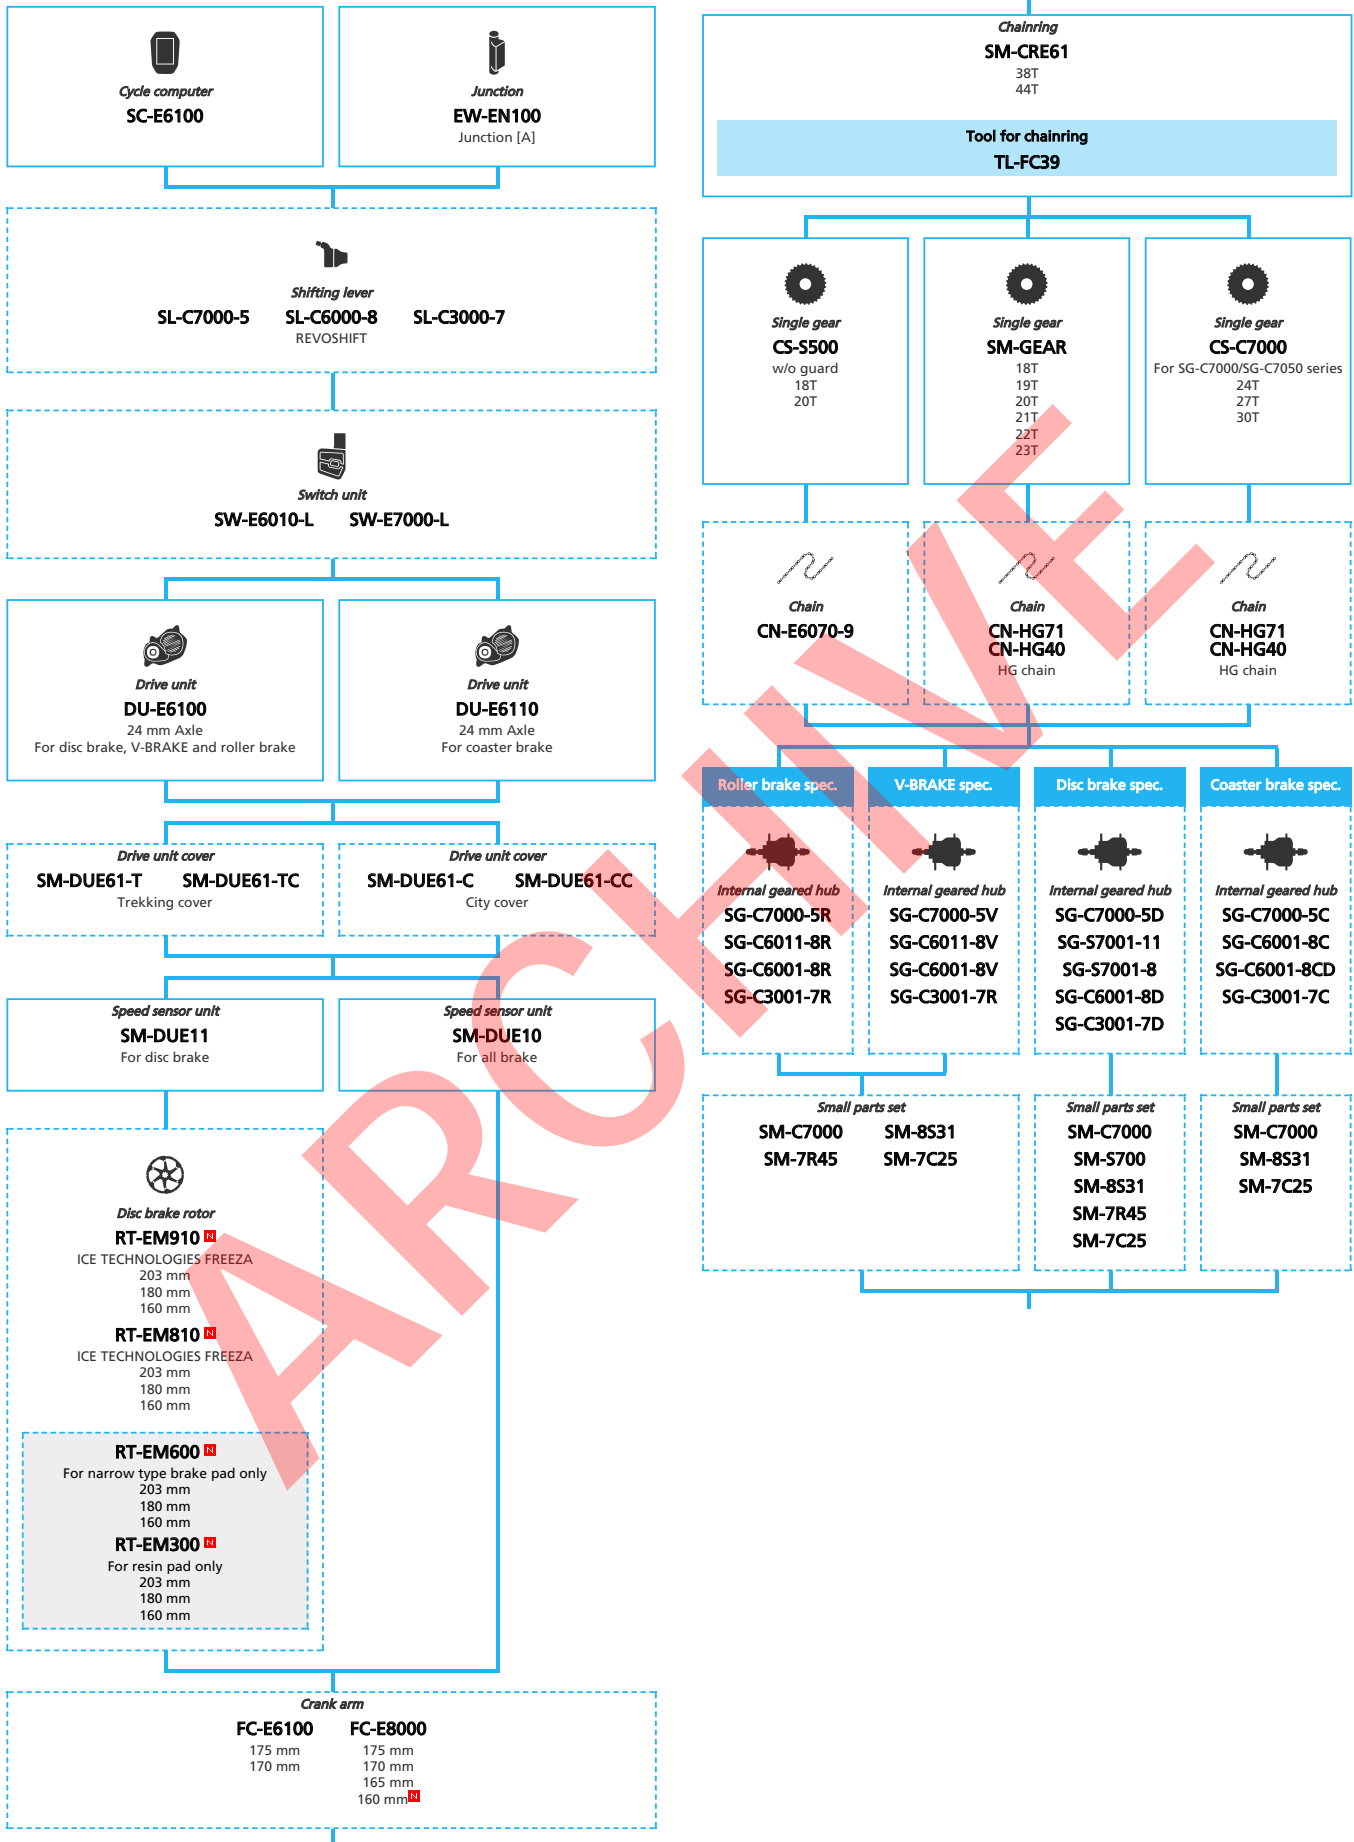 Cycle computer
SC-E6100
Junction
EW-EN100
Junction [A]
Shifting lever
SL-C7000-5 SL-C6000-8 SL-C3000-7
REVOSHIFT
Switch unit
SW-E6010-L SW-E7000-L
Drive unit
DU-E6100
24 mm Axle
For disc brake, V-BRAKE and roller brake
Drive unit
DU-E6110
24 mm Axle
For coaster brake
Drive unit cover
SM-DUE61-T SM-DUE61-TC
Trekking cover
Drive unit cover
SM-DUE61-C SM-DUE61-CC
City cover
Speed sensor unit
SM-DUE11
For disc brake
Speed sensor unit
SM-DUE10
For all brake
Disc brake rotor
RT-EM910 N
ICE TECHNOLOGIES FREEZA
203 mm
180 mm
160 mm
RT-EM810 N
ICE TECHNOLOGIES FREEZA
203 mm
180 mm
160 mm
RT-EM600 N
For narrow type brake pad only
203 mm
180 mm
160 mm
RT-EM300 N
For resin pad only
203 mm
180 mm
160 mm
Crank arm
FC-E6100
175 mm
170 mm
FC-E8000
175 mm
170 mm
165 mm
160 mm N
Chainring
SM-CRE61
38T
44T
Tool for chainring
TL-FC39
Single gear
CS-S500
w/o guard
18T
20T
Single gear
SM-GEAR
18T
19T
20T
21T
22T
23T
Single gear
CS-C7000
For SG-C7000/SG-C7050 series
24T
27T
30T
Chain
CN-E6070-9
Chain
CN-HG71
CN-HG40
HG chain
Chain
CN-HG71
CN-HG40
HG chain
Roller brake spec.
Internal geared hub
SG-C7000-5R
SG-C6011-8R
SG-C6001-8R
SG-C3001-7R
V-BRAKE spec.
Internal geared hub
SG-C7000-5V
SG-C6011-8V
SG-C6001-8V
SG-C3001-7R
Disc brake spec.
Internal geared hub
SG-C7000-5D
SG-S7001-11
SG-S7001-8
SG-C6001-8D
SG-C3001-7D
Coaster brake spec.
Internal geared hub
SG-C7000-5C
SG-C6001-8C
SG-C6001-8CD
SG-C3001-7C
Small parts set
SM-C7000 SM-8S31
SM-7R45 SM-7C25
Small parts set
SM-C7000
SM-S700
SM-8S31
SM-7R45
SM-7C25
Small parts set
SM-C7000
SM-8S31
SM-7C25
ARCHIVE